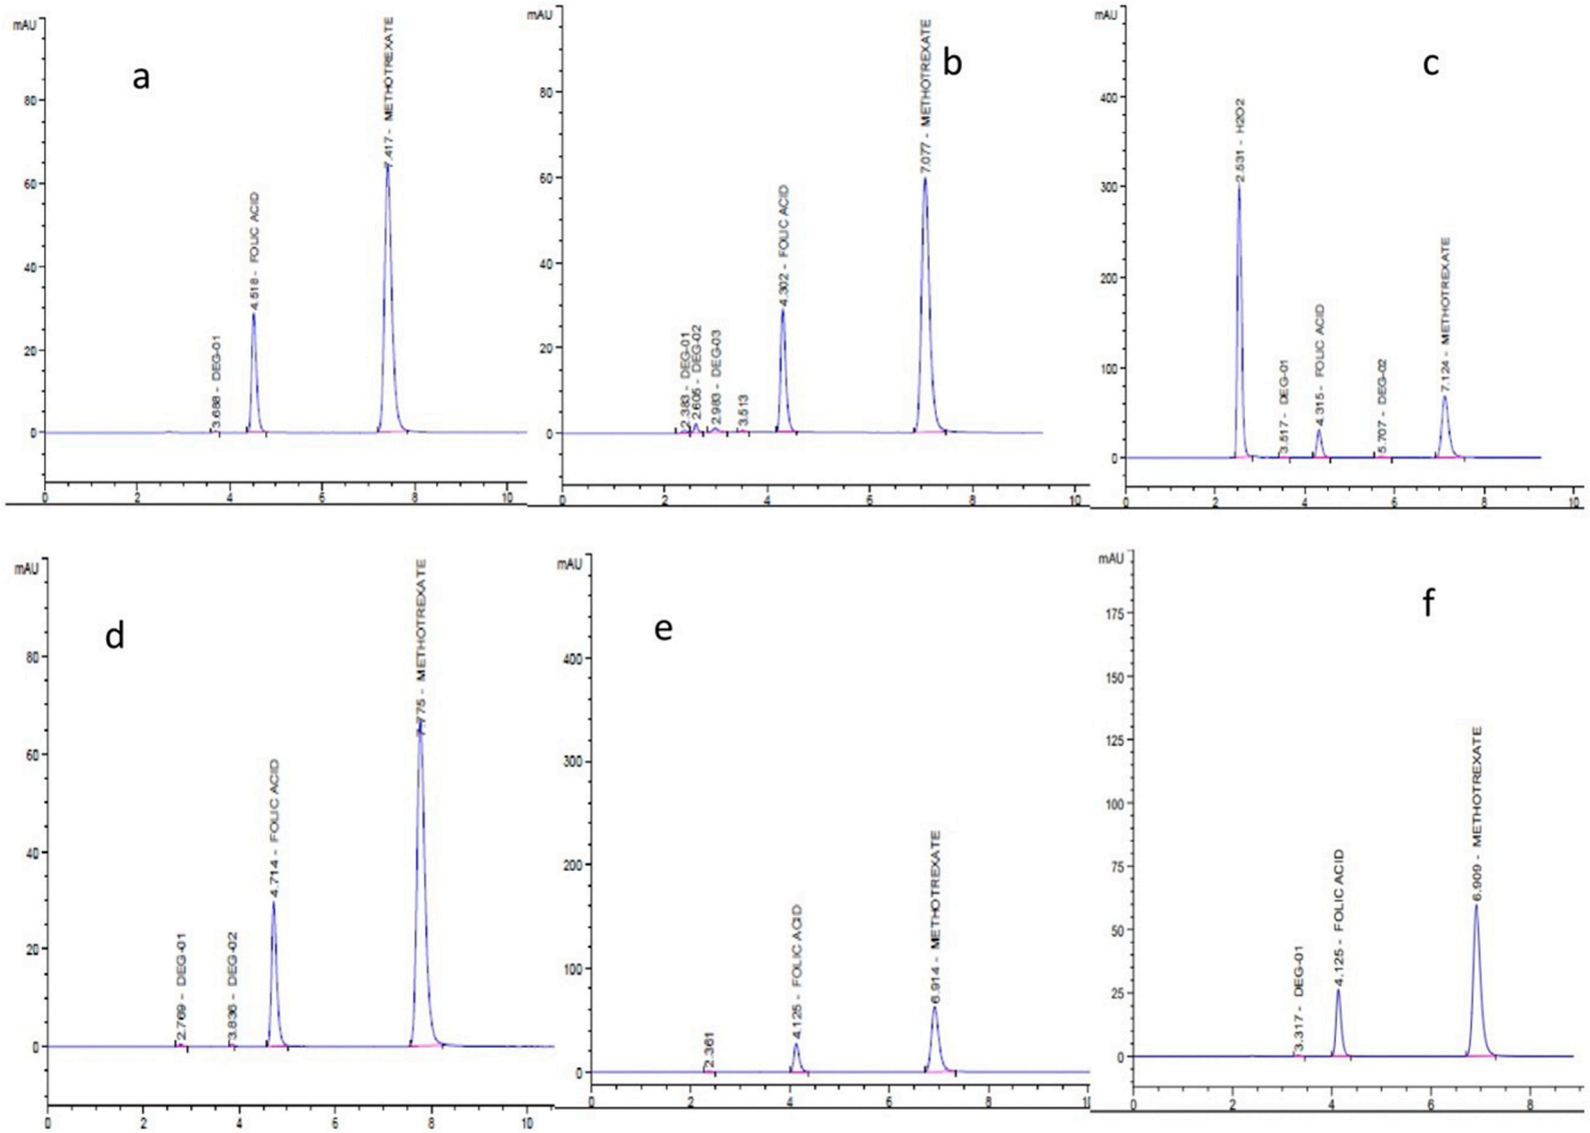 mAU
a
80
60
40
20
0
3.688 - DEG-01
4.518 - FOLIC ACID
7.417 - METHOTREXATE
0 2 4 6 8 10
mAU
b
80
60
40
20
0
2.383 - DEG-01
2.605 - DEG-02
2.983 - DEG-03
3.513
4.302 - FOLIC ACID
7.077 - METHOTREXATE
0 2 4 6 8 10
mAU
c
400
300
200
100
0
2.531 - H2O2
3.517 - DEG-01
4.315 - FOLIC ACID
5.707 - DEG-02
7.124 - METHOTREXATE
0 2 4 6 8 10
mAU
d
80
60
40
20
0
2.769 - DEG-01
3.836 - DEG-02
4.714 - FOLIC ACID
7.775 - METHOTREXATE
0 2 4 6 8 10
mAU
e
400
300
200
100
0
2.361
4.125 - FOLIC ACID
6.914 - METHOTREXATE
0 2 4 6 8 10
mAU
f
175
150
125
100
75
50
25
0
3.317 - DEG-01
4.125 - FOLIC ACID
6.909 - METHOTREXATE
0 2 4 6 8